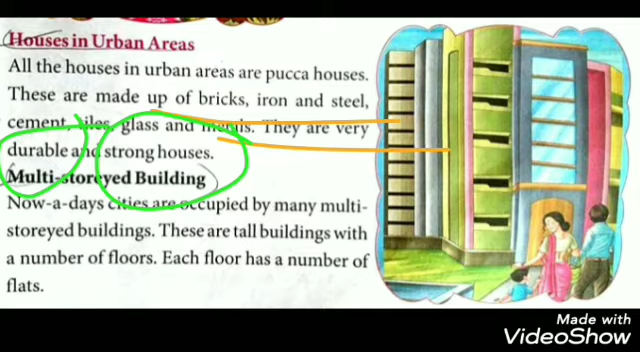 Houses in Urban Areas
All the houses in urban areas are pucca houses.
These are made up of bricks, iron and steel,
cement, tiles, glass and metals. They are very
durable and strong houses.
Multi-storeyed Building
Now-a-days cities are occupied by many multi-
storeyed buildings. These are tall buildings with
a number of floors. Each floor has a number of
flats.
Made with
VideoShow